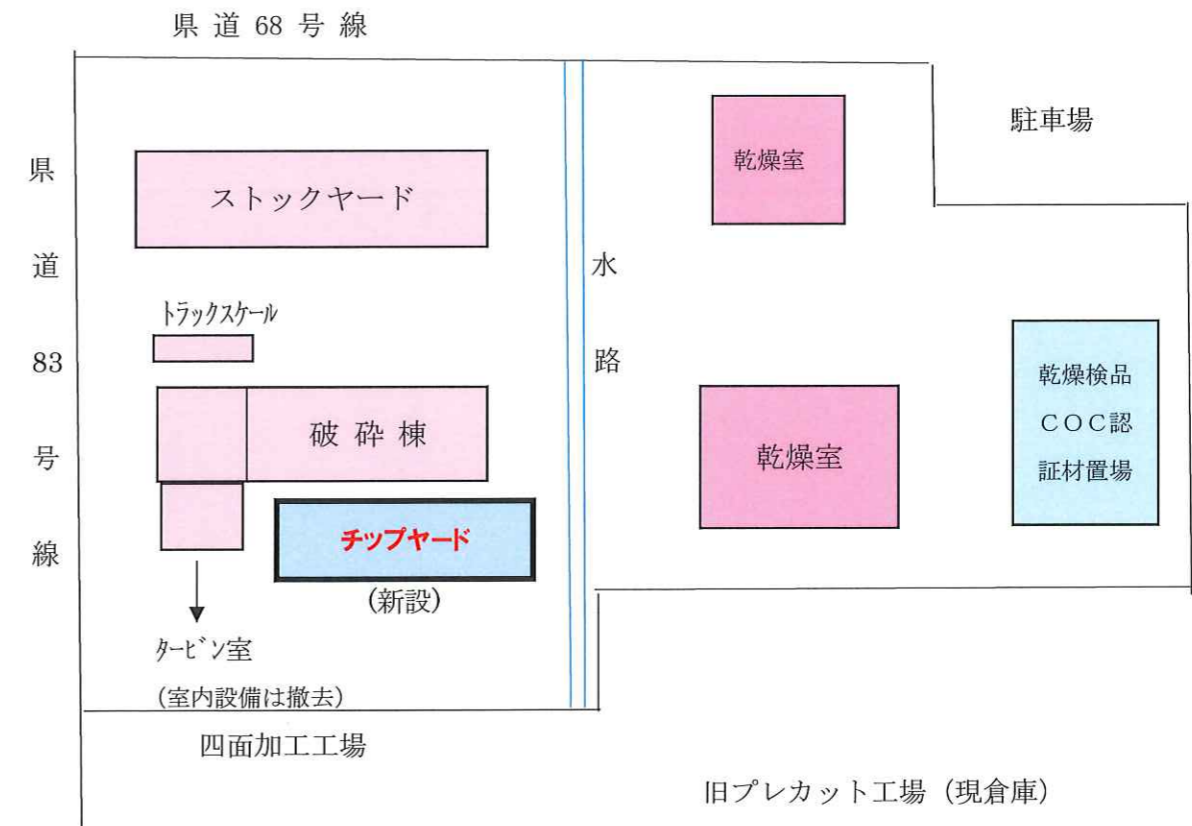 県道68号線
駐車場
乾燥室
ストックヤード
県道83号線
水路
トラックスケール
乾燥検品
COC認
証材置場
破砕棟
乾燥室
チップヤード
(新設)
タービン室
(室内設備は撤去)
四面加工工場
旧プレカット工場(現倉庫)